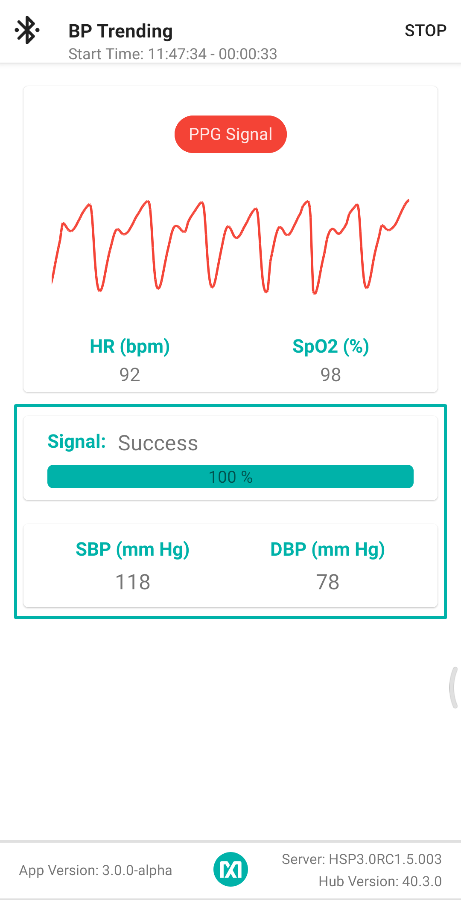 BP Trending
STOP
Start Time: 11:47:34 - 00:00:33
PPG Signal
HR (bpm) SpO2 (%)
92 98
Signal: Success
100 %
SBP (mm Hg) DBP (mm Hg)
118 78
App Version: 3.0.0-alpha
Server: HSP3.0RC1.5.003
Hub Version: 40.3.0